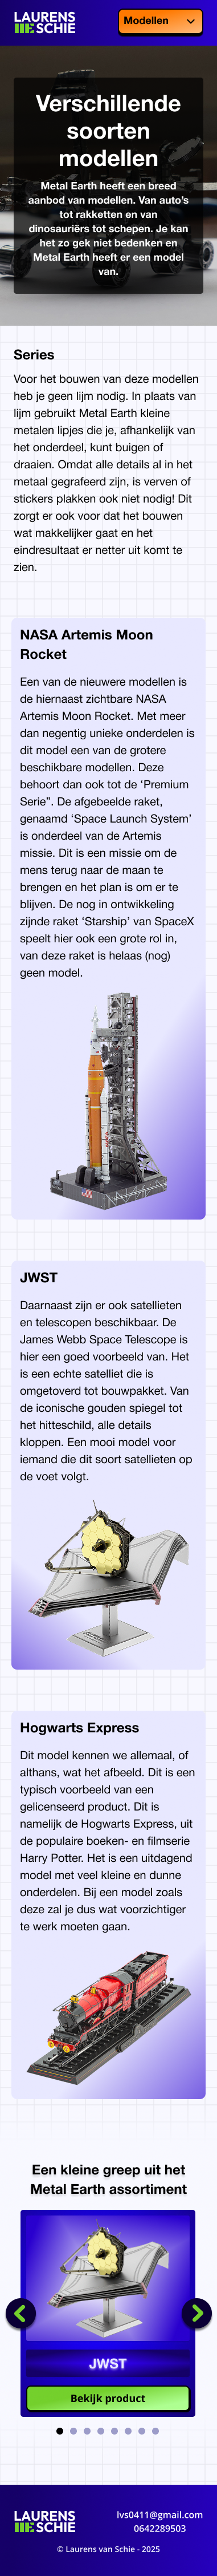 LAURENS
SCHIE
Modellen
Verschillende
soorten
modellen
Metal Earth heeft een breed
aanbod van modellen. Van auto's
tot rakketten en van
dinosauriërs tot schepen. Je kan
het zo gek niet bedenken en
Metal Earth heeft er een model
van.
Series
Voor het bouwen van deze modellen
heb je geen lijm nodig. In plaats van
lijm gebruikt Metal Earth kleine
metalen lipjes die je, afhankelijk van
het onderdeel, kunt buigen of
draaien. Omdat alle details al in het
metaal gegrafeerd zijn, is verven of
stickers plakken ook niet nodig! Dit
zorgt er ook voor dat het bouwen
wat makkelijker gaat en het
eindresultaat er netter uit komt te
zien.
NASA Artemis Moon
Rocket
Een van de nieuwere modellen is
de hiernaast zichtbare NASA
Artemis Moon Rocket. Met meer
dan negentig unieke onderdelen is
dit model een van de grotere
beschikbare modellen. Deze
behoort dan ook tot de ‘Premium
Serie”. De afgebeelde raket,
genaamd ‘Space Launch System’
is onderdeel van de Artemis
missie. Dit is een missie om de
mens terug naar de maan te
brengen en het plan is om er te
blijven. De nog in ontwikkeling
zijnde raket ‘Starship’ van SpaceX
speelt hier ook een grote rol in,
van deze raket is helaas (nog)
geen model.
JWST
Daarnaast zijn er ook satellieten
en telescopen beschikbaar. De
James Webb Space Telescope is
hier een goed voorbeeld van. Het
is een echte satelliet die is
omgetoverd tot bouwpakket. Van
de iconische gouden spiegel tot
het hitteschild, alle details
kloppen. Een mooi model voor
iemand die dit soort satellieten op
de voet volgt.
Hogwarts Express
Dit model kennen we allemaal, of
althans, wat het afbeeld. Dit is een
typisch voorbeeld van een
gelicenseerd product. Dit is
namelijk de Hogwarts Express, uit
de populaire boeken- en filmserie
Harry Potter. Het is een uitdagend
model met veel kleine en dunne
onderdelen. Bij een model zoals
deze zal je dus wat voorzichtiger
te werk moeten gaan.
Een kleine greep uit het
Metal Earth assortiment
JWST
Bekijk product
LAURENS
SCHIE
lvs0411@gmail.com
0642289503
© Laurens van Schie - 2025